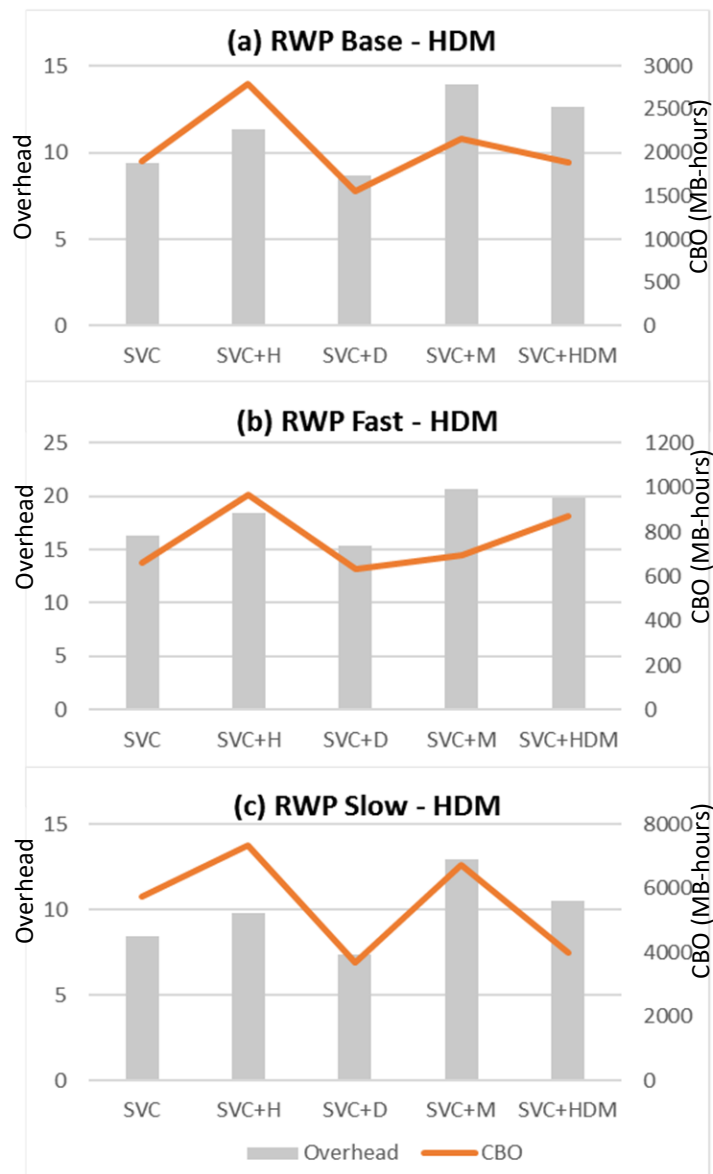 (a) RWP Base - HDM
Overhead
15
10
5
0
CBO (MB-hours)
3000
2500
2000
1500
1000
500
0
SVC SVC+H SVC+D SVC+M SVC+HDM
(b) RWP Fast - HDM
Overhead
25
20
15
10
5
0
CBO (MB-hours)
1200
1000
800
600
400
200
0
SVC SVC+H SVC+D SVC+M SVC+HDM
(c) RWP Slow - HDM
Overhead
15
10
5
0
CBO (MB-hours)
8000
6000
4000
2000
0
SVC SVC+H SVC+D SVC+M SVC+HDM
Overhead CBO